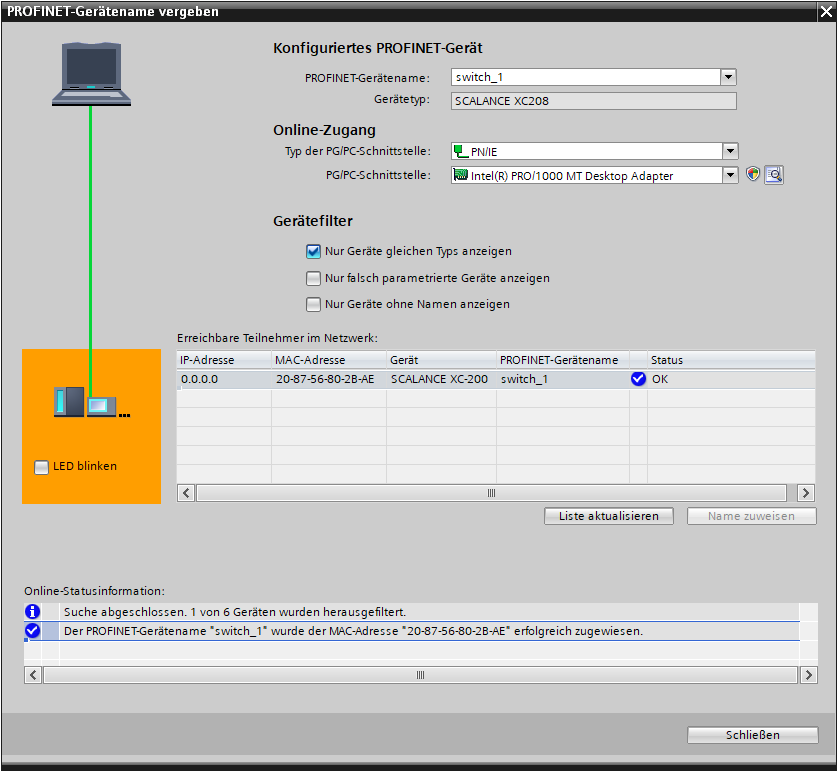 PROFINET-Gerätename vergeben
Konfiguriertes PROFINET-Gerät
PROFINET-Gerätename: switch_1
Gerätetyp: SCALANCE XC208
Online-Zugang
Typ der PG/PC-Schnittstelle: PN/IE
PG/PC-Schnittstelle: Intel(R) PRO/1000 MT Desktop Adapter
Gerätefilter
Nur Geräte gleichen Typs anzeigen
Nur falsch parametrierte Geräte anzeigen
Nur Geräte ohne Namen anzeigen
Erreichbare Teilnehmer im Netzwerk:
IP-Adresse MAC-Adresse Gerät PROFINET-Gerätename Status
0.0.0.0 20-87-56-80-2B-AE SCALANCE XC-200 switch_1 OK
LED blinken
Liste aktualisieren Name zuweisen
Online-Statusinformation:
Suche abgeschlossen. 1 von 6 Geräten wurden herausgefiltert.
Der PROFINET-Gerätename "switch_1" wurde der MAC-Adresse "20-87-56-80-2B-AE" erfolgreich zugewiesen.
Schließen